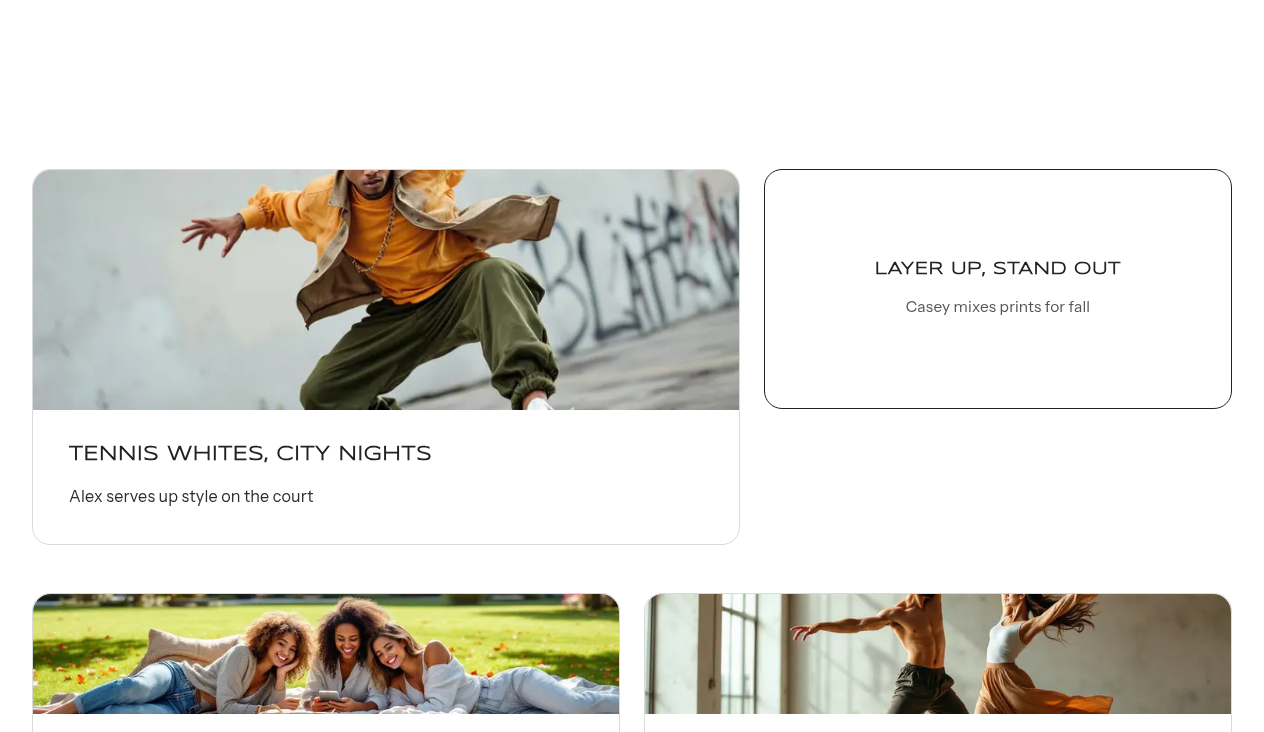 TENNIS WHITES, CITY NIGHTS
Alex serves up style on the court
LAYER UP, STAND OUT
Casey mixes prints for fall